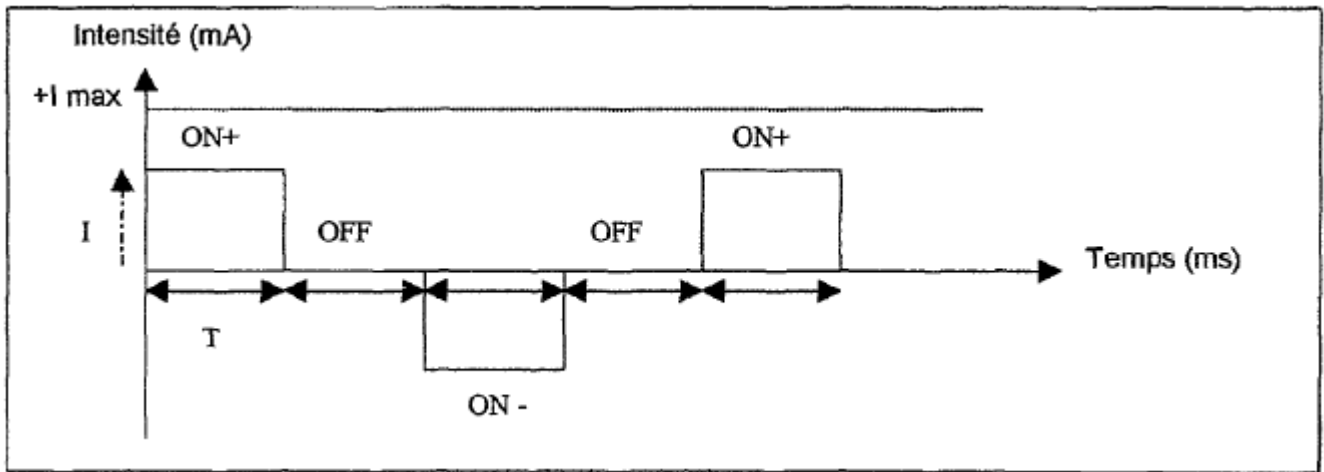 Intensité (mA)
+I max
ON+
ON+
I
OFF
OFF
Temps (ms)
T
ON -